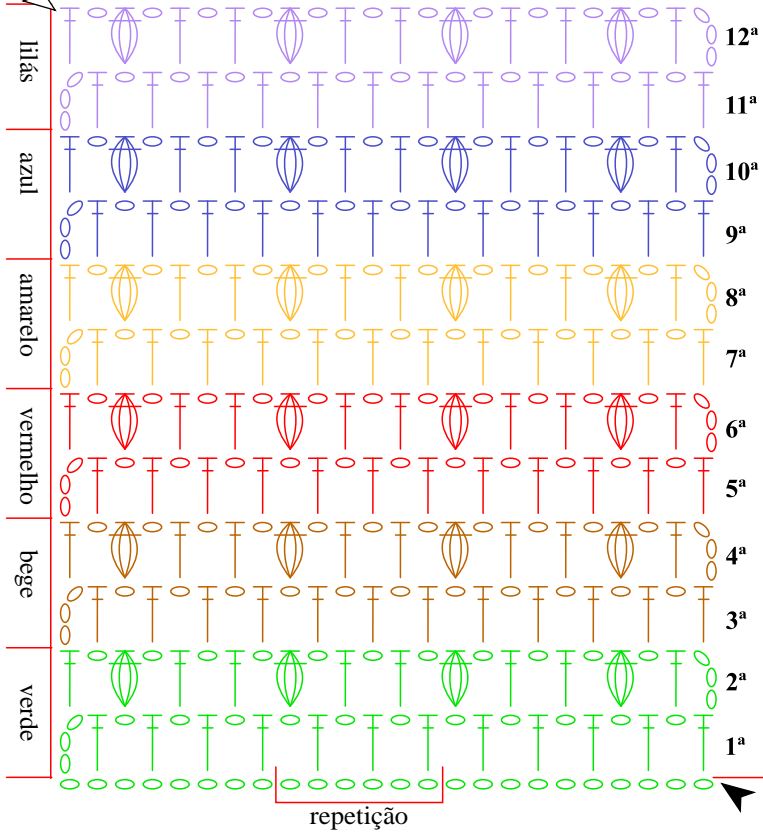 lilás
azul
amarelo
vermelho
bege
verde
12ª
11ª
10ª
9ª
8ª
7ª
6ª
5ª
4ª
3ª
2ª
1ª
repetição